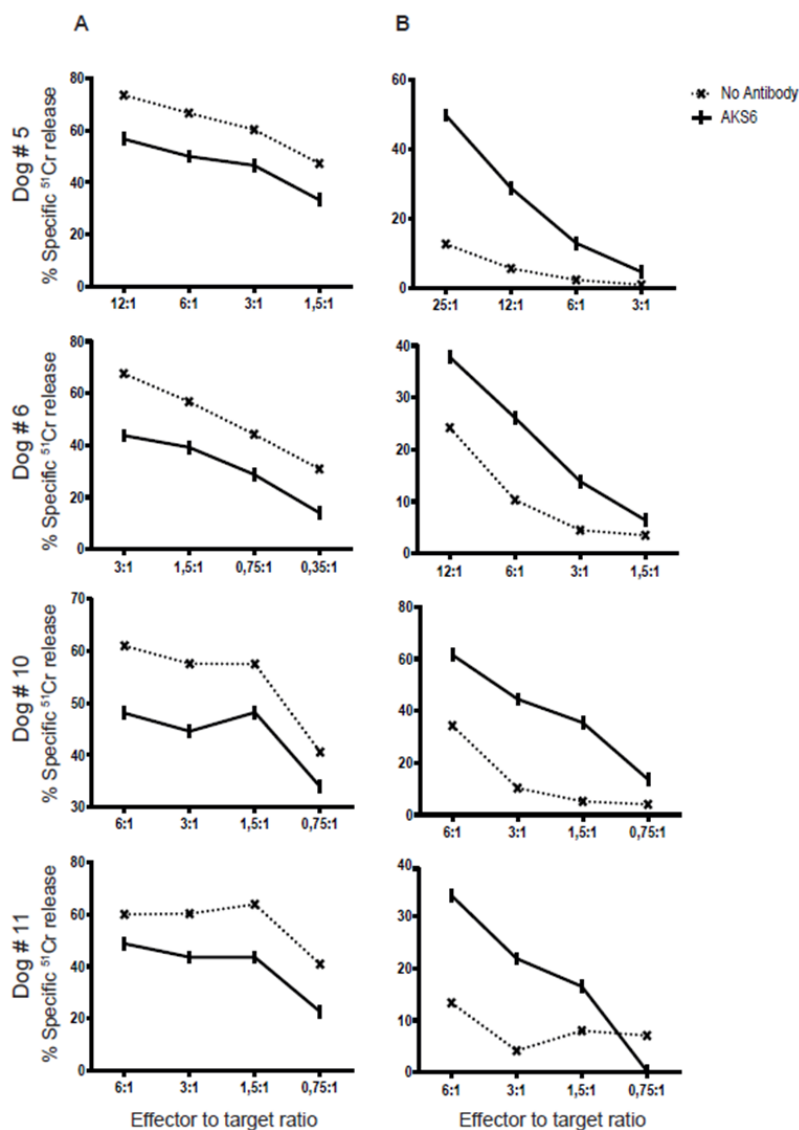 A
B
No Antibody
AKS6
Dog # 5
% Specific ⁵¹Cr release
80
60
40
20
0
12:1 6:1 3:1 1,5:1
60
40
20
0
25:1 12:1 6:1 3:1
Dog # 6
% Specific ⁵¹Cr release
80
60
40
20
0
3:1 1,5:1 0,75:1 0,35:1
40
30
20
10
0
12:1 6:1 3:1 1,5:1
Dog # 10
% Specific ⁵¹Cr release
70
60
50
40
30
6:1 3:1 1,5:1 0,75:1
80
60
40
20
0
6:1 3:1 1,5:1 0,75:1
Dog # 11
% Specific ⁵¹Cr release
80
60
40
20
0
6:1 3:1 1,5:1 0,75:1
40
30
20
10
0
6:1 3:1 1,5:1 0,75:1
Effector to target ratio
Effector to target ratio